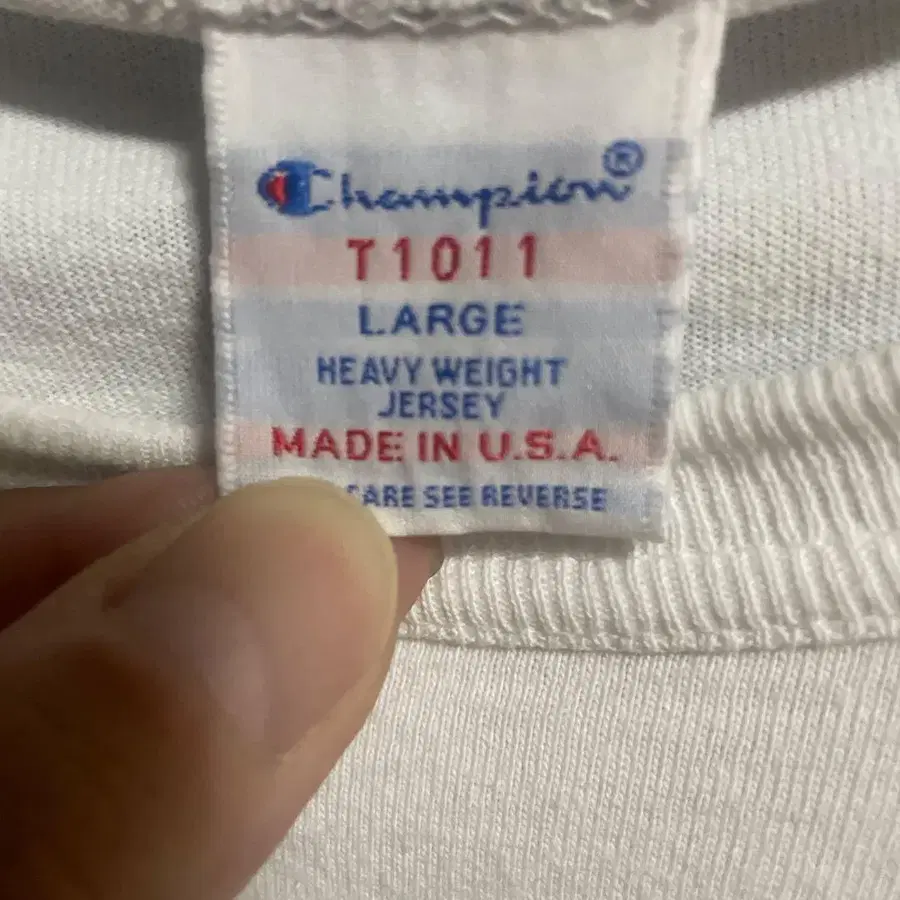 Champion®
T1011
LARGE
HEAVY WEIGHT
JERSEY
MADE IN U.S.A.
CARE SEE REVERSE